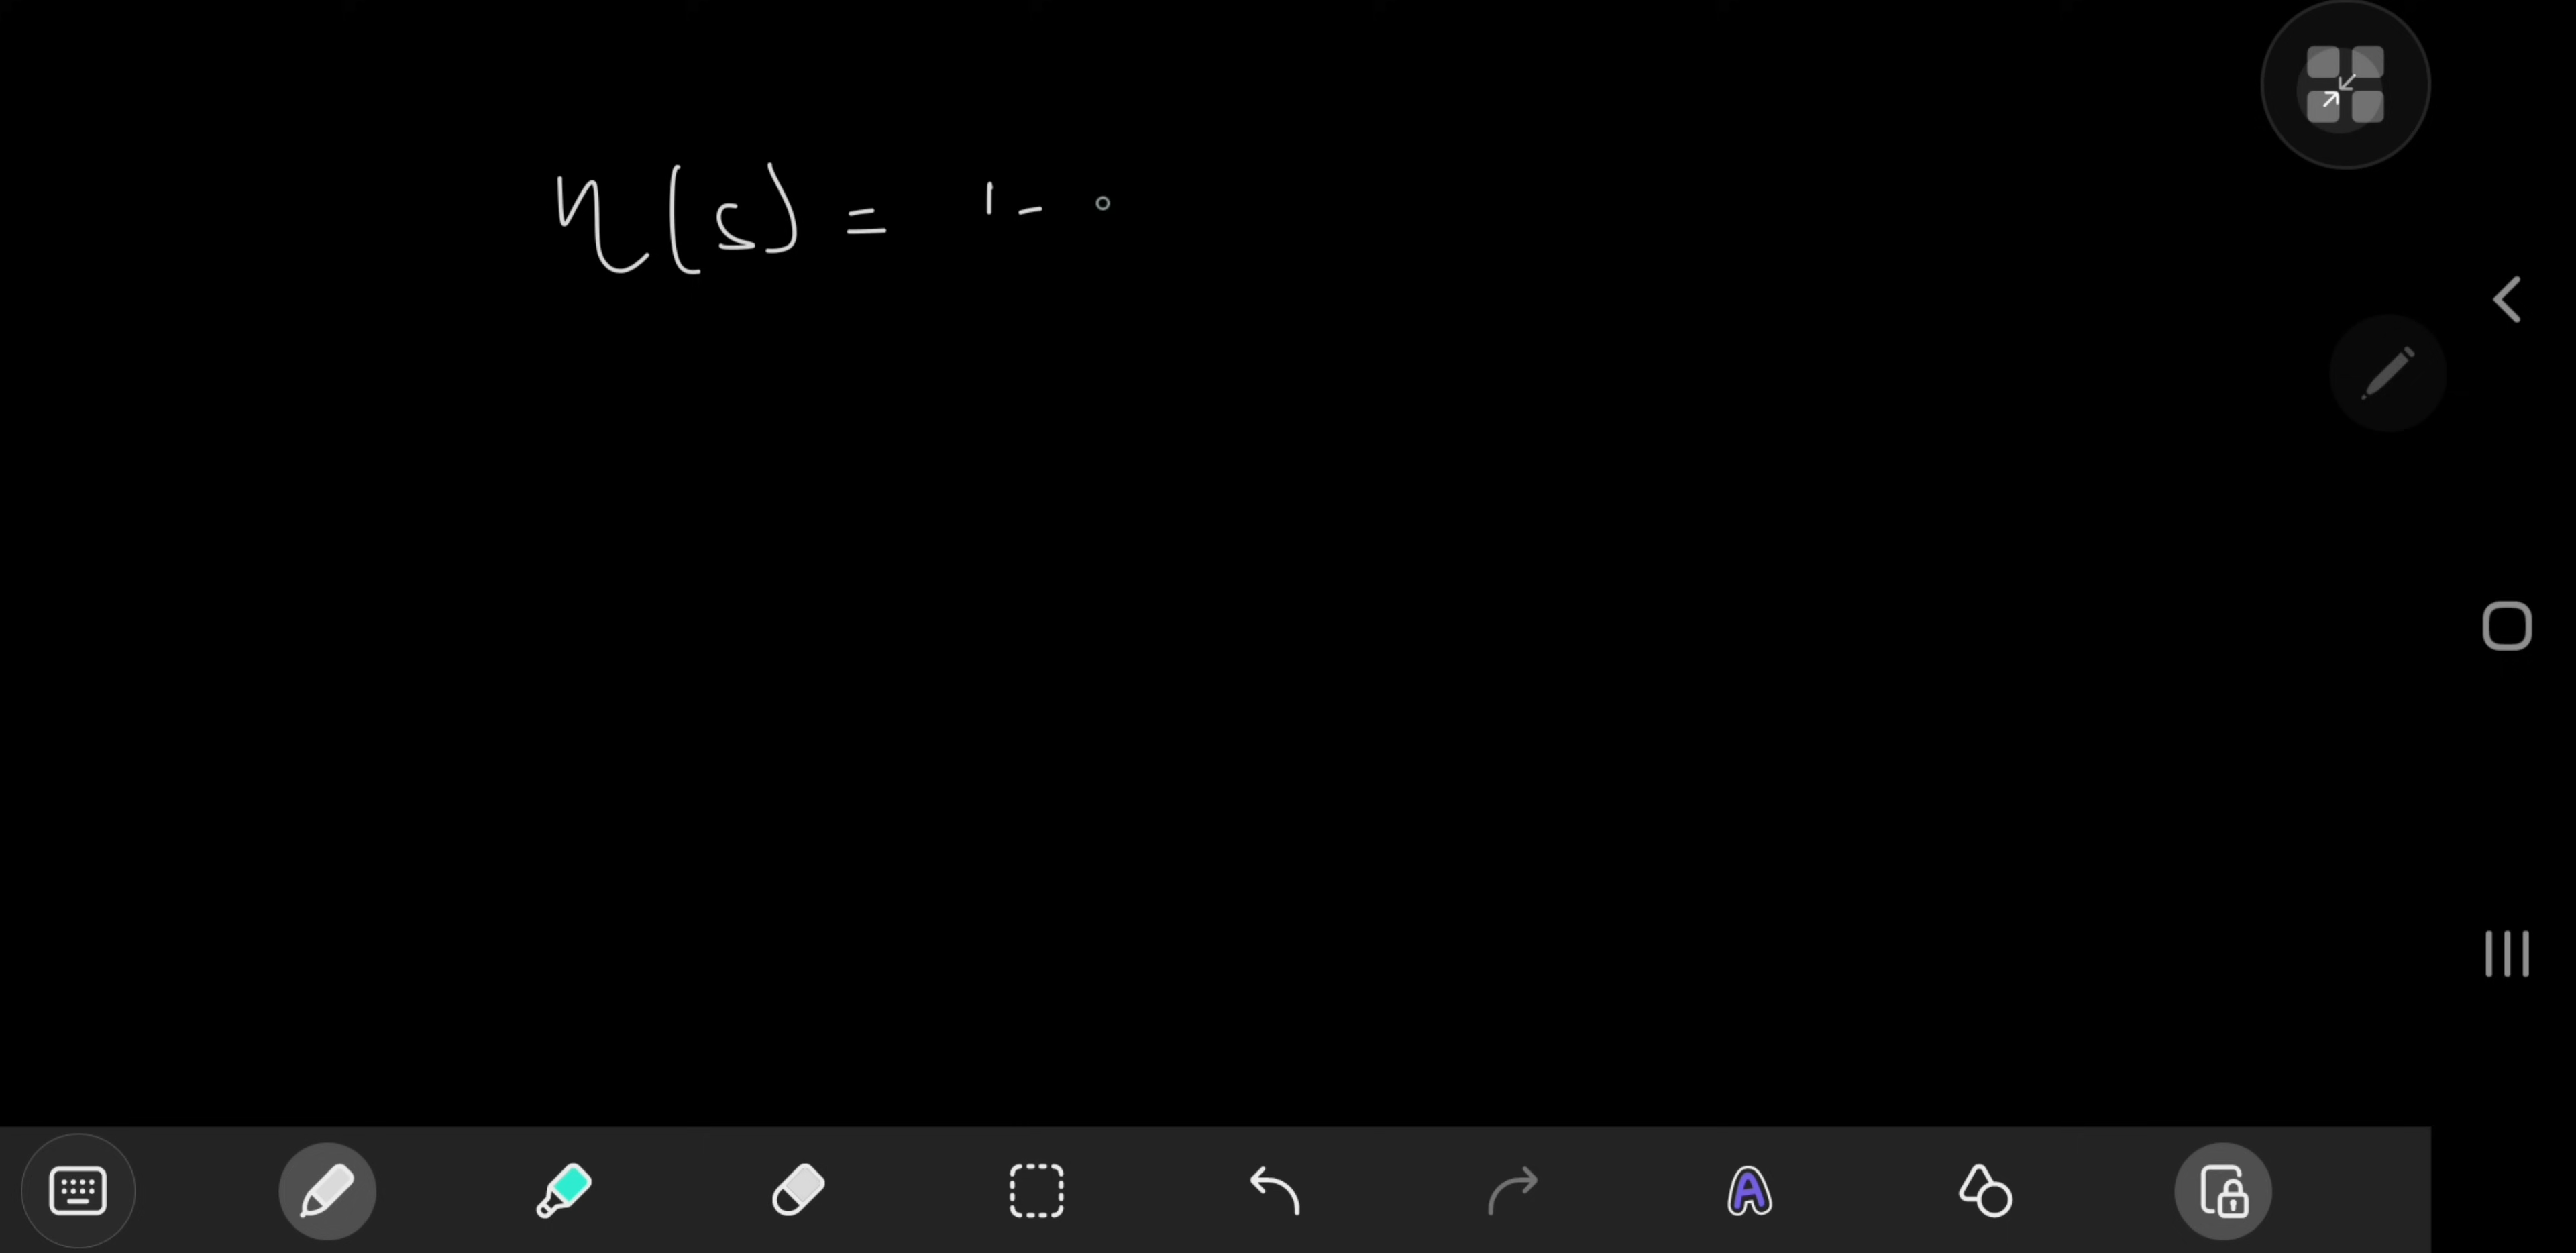 η(s) = 1 -